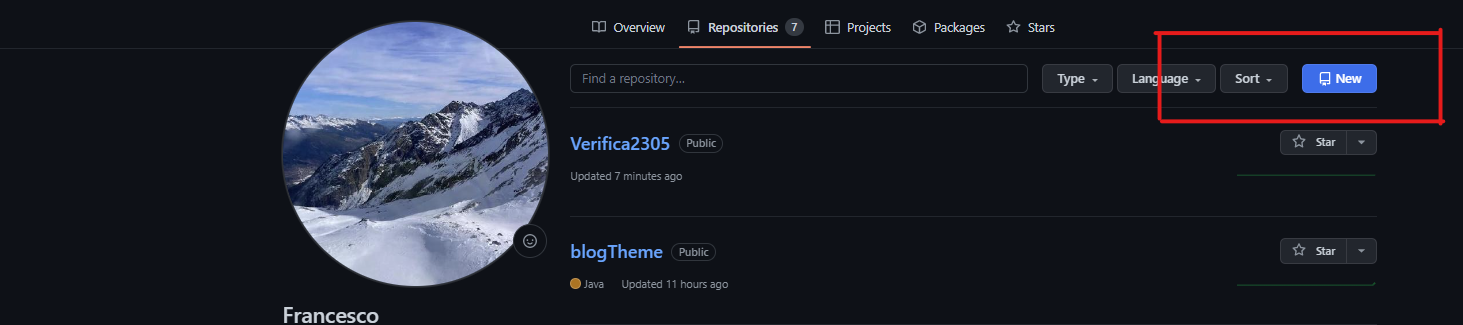 Overview Repositories 7 Projects Packages Stars
Find a repository... Type Language Sort New
Verifica2305 Public Star
Updated 7 minutes ago
blogTheme Public Star
Java Updated 11 hours ago
Francesco